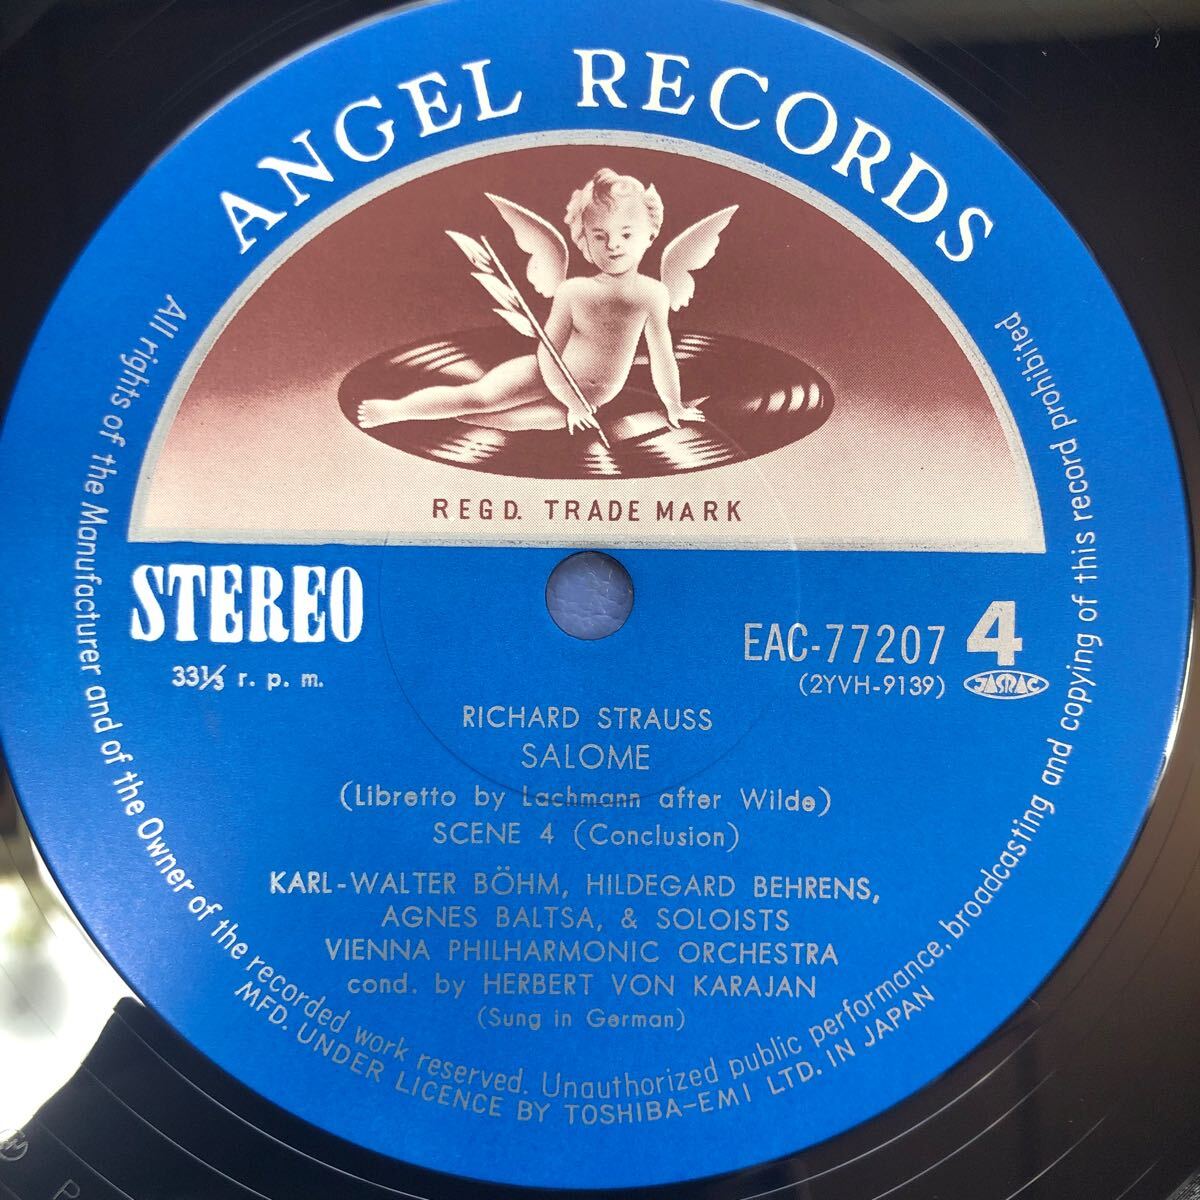 ANGEL RECORDS
REGD. TRADE MARK
STEREO
33⅓ r. p. m.
EAC-77207 4
(2YVH-9139) JASRAC
RICHARD STRAUSS
SALOME
(Libretto by Lachmann after Wilde)
SCENE 4 (Conclusion)
KARL-WALTER BÖHM, HILDEGARD BEHRENS,
AGNES BALTSA, & SOLOISTS
VIENNA PHILHARMONIC ORCHESTRA
cond. by HERBERT VON KARAJAN
(Sung in German)
All rights of the Manufacturer and of the Owner of the recorded work reserved. Unauthorized public performance, broadcasting and copying of this record prohibited
MFD. UNDER LICENCE BY TOSHIBA-EMI LTD. IN JAPAN